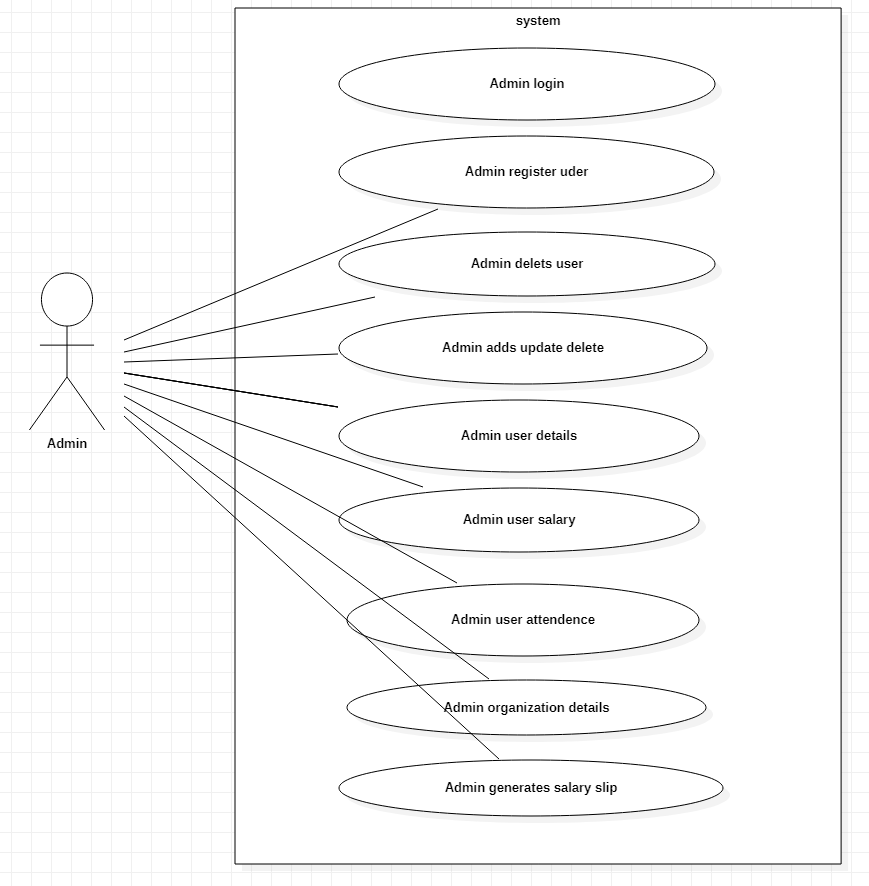 system
Admin login
Admin register uder
Admin delets user
Admin adds update delete
Admin user details
Admin user salary
Admin user attendence
Admin organization details
Admin generates salary slip
Admin